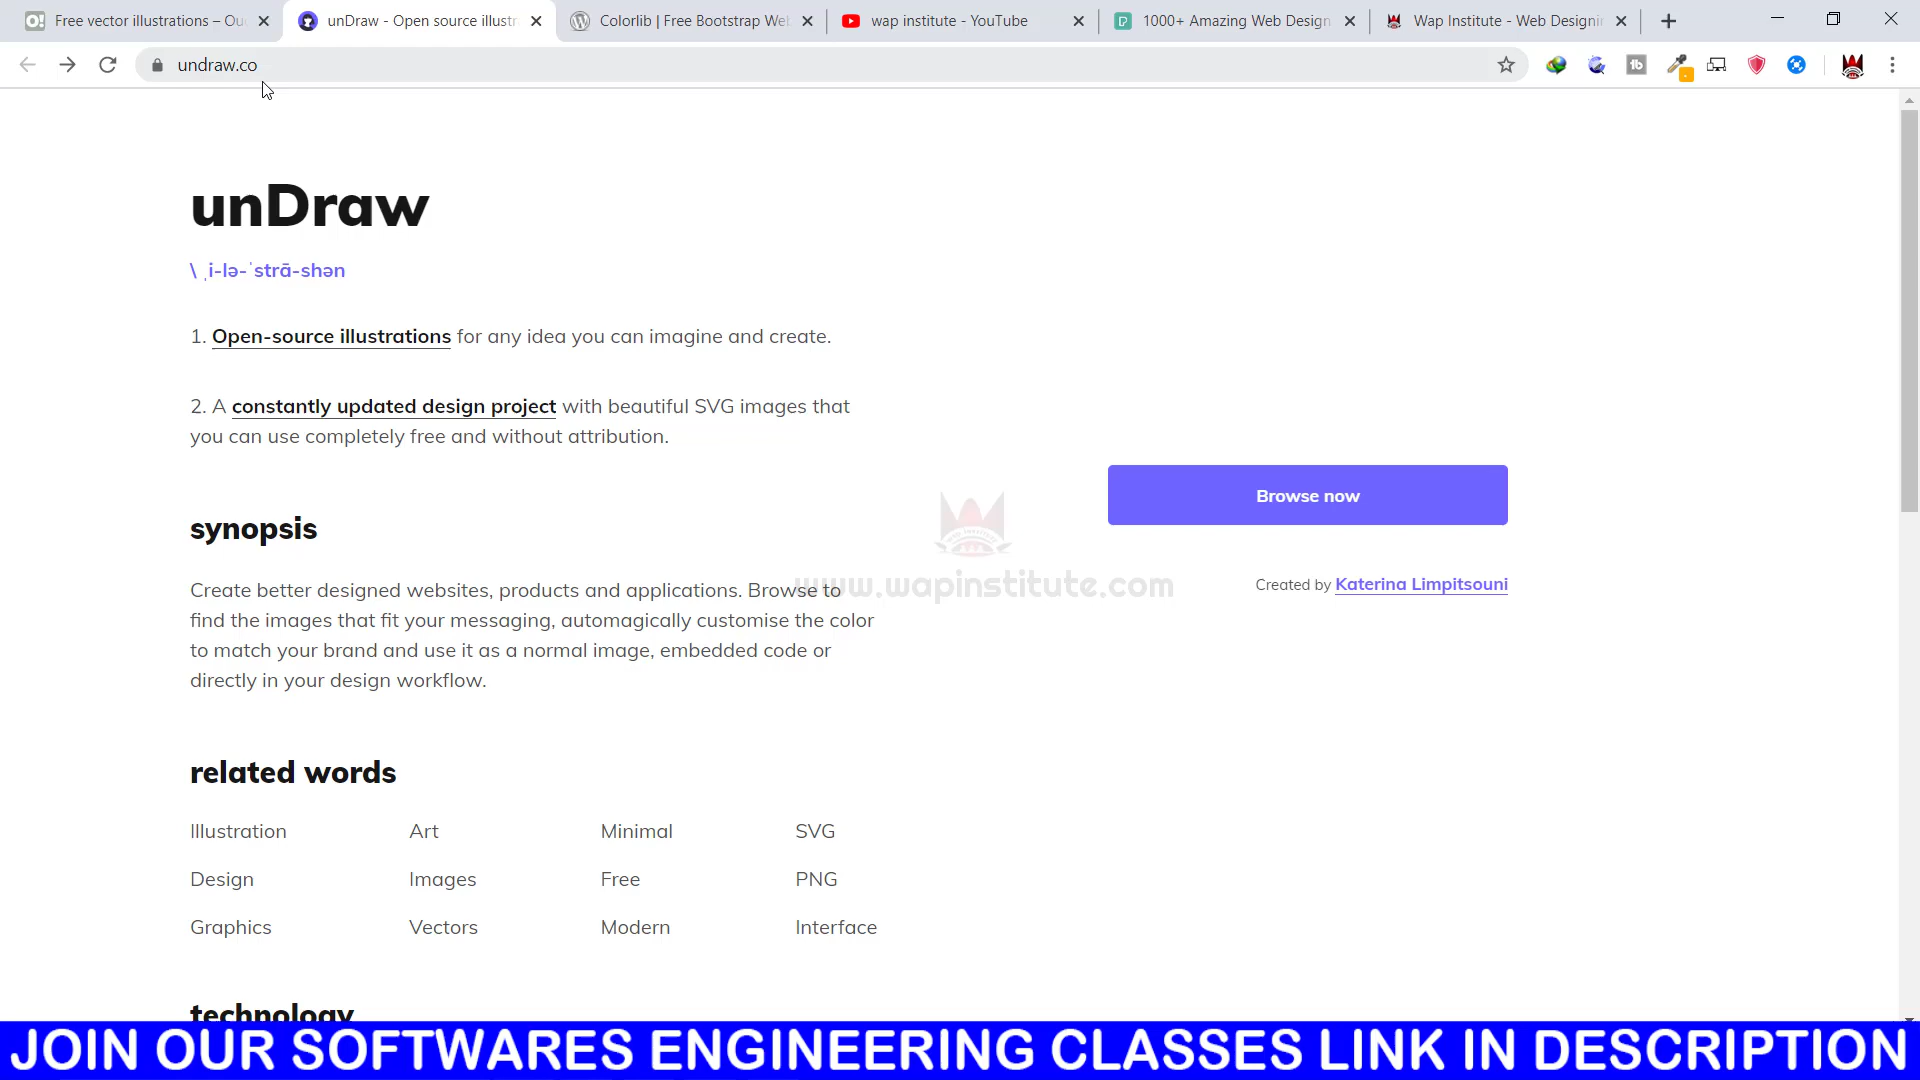 Free vector illustrations – Ou
unDraw - Open source illustr
Colorlib | Free Bootstrap We
wap institute - YouTube
1000+ Amazing Web Design
Wap Institute - Web Designin
undraw.co
unDraw
\ ˌi-lə-ˈstrā-shən
1. Open-source illustrations for any idea you can imagine and create.
2. A constantly updated design project with beautiful SVG images that
you can use completely free and without attribution.
Browse now
synopsis
Created by Katerina Limpitsouni
www.wapinstitute.com
Create better designed websites, products and applications. Browse to
find the images that fit your messaging, automagically customise the color
to match your brand and use it as a normal image, embedded code or
directly in your design workflow.
related words
Illustration Art Minimal SVG
Design Images Free PNG
Graphics Vectors Modern Interface
technology
JOIN OUR SOFTWARES ENGINEERING CLASSES LINK IN DESCRIPTION